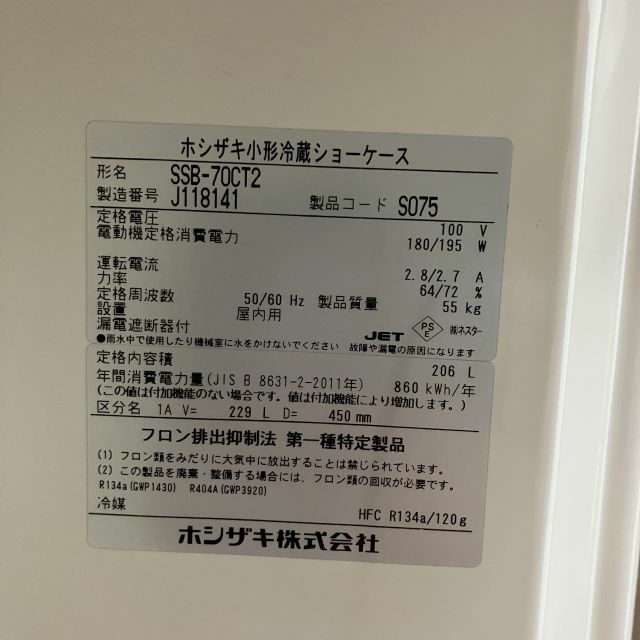 ホシザキ小形冷蔵ショーケース
形名 SSB-70CT2
製造番号 J118141 製品コード S075
定格電圧 100 V
電動機定格消費電力 180/195 W
運転電流 2.8/2.7 A
力率 64/72 %
定格周波数 50/60 Hz 製品質量 55 kg
設置 屋内用
漏電遮断器付 JET PS E ㈱ネスター
●雨水中で使用したり機械室に水をかけないでください 故障や漏電の原因になります
定格内容積 206 L
年間消費電力量(JIS B 8631-2-2011年) 860 kWh/年
(この値は付加機能のない場合です。値は付加機能により増加します。)
区分名 1A V= 229 L D= 450 mm
フロン排出抑制法 第一種特定製品
(1) フロン類をみだりに大気中に放出することは禁じられています。
(2) この製品を廃棄・整備する場合には、フロン類の回収が必要です。
R134a(GWP1430) R404A(GWP3920)
冷媒 HFC R134a/120g
ホシザキ株式会社